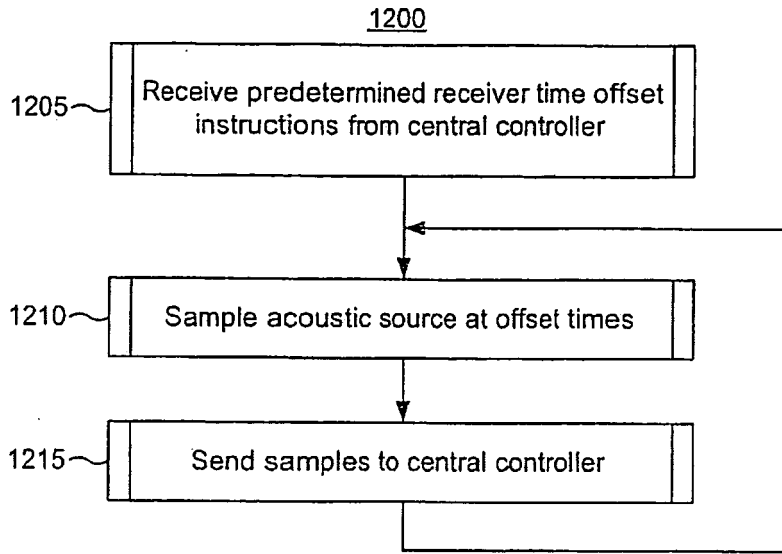 1200
1205
Receive predetermined receiver time offset
instructions from central controller
1210
Sample acoustic source at offset times
1215
Send samples to central controller